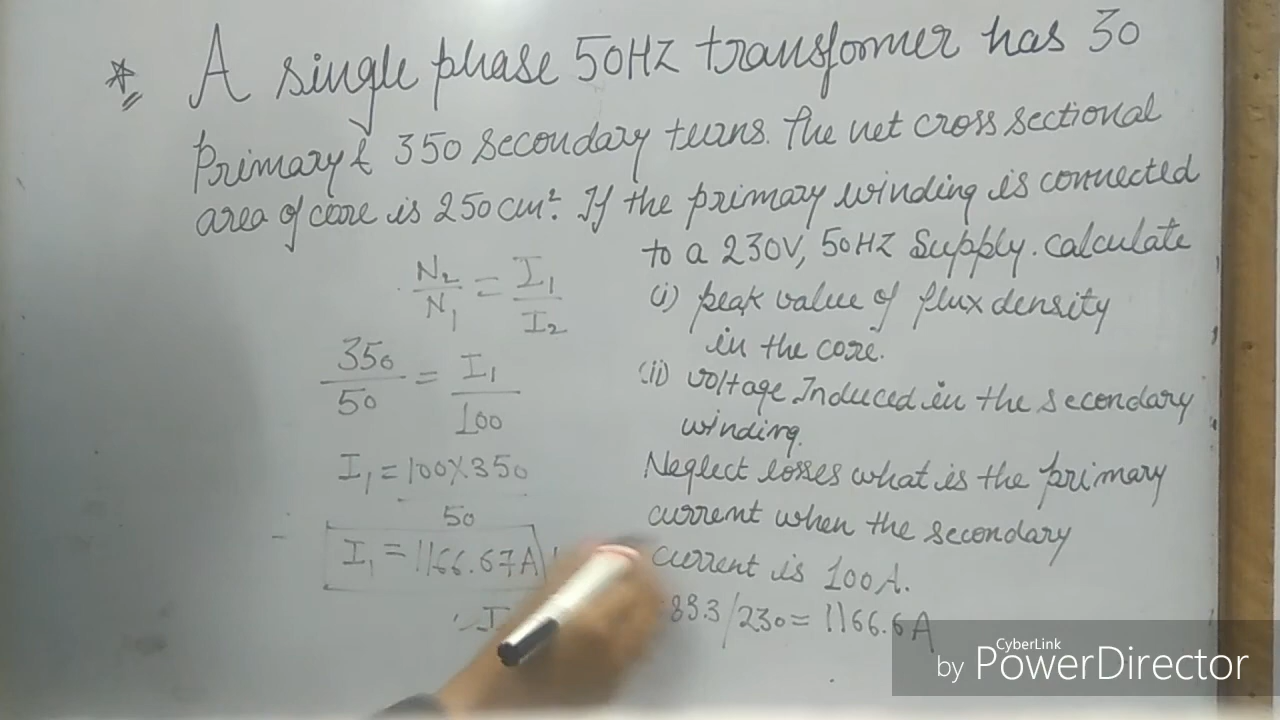 * A single phase 50Hz transformer has 30
Primary & 350 secondary turns. The net cross sectional
area of core is 250 cm². If the primary winding is connected
to a 230V, 50HZ Supply. Calculate
(i) peak value of flux density
in the core.
(ii) voltage Induced in the secondary
winding.
Neglect losses what is the primary
current when the secondary
current is 100A.
N₂/N₁ = I₁/I₂
350/50 = I₁/100
I₁ = 100X350/50
I₁ = 1166.67A
83.3/230 = 1166.6A
CyberLink
by PowerDirector